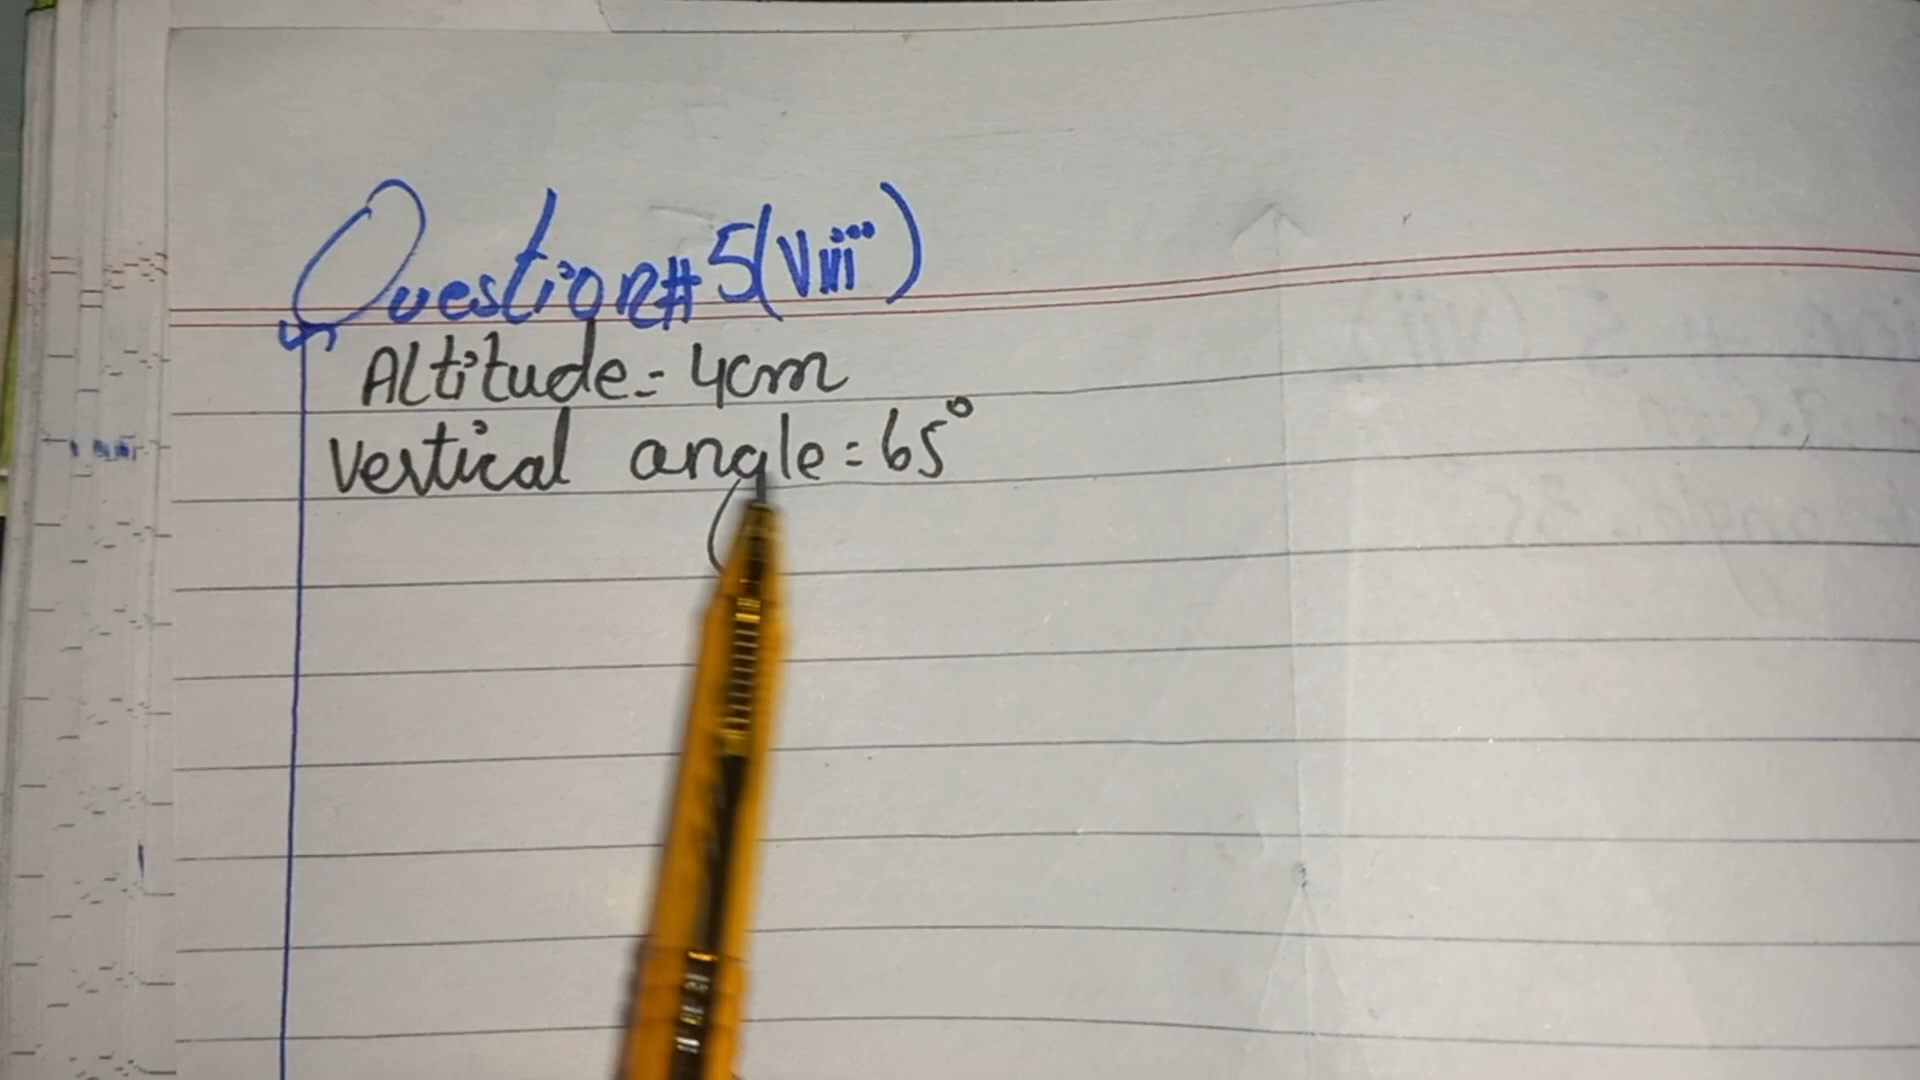 Question# 5(viii)
Altitude = 4cm
Vertical angle = 65°